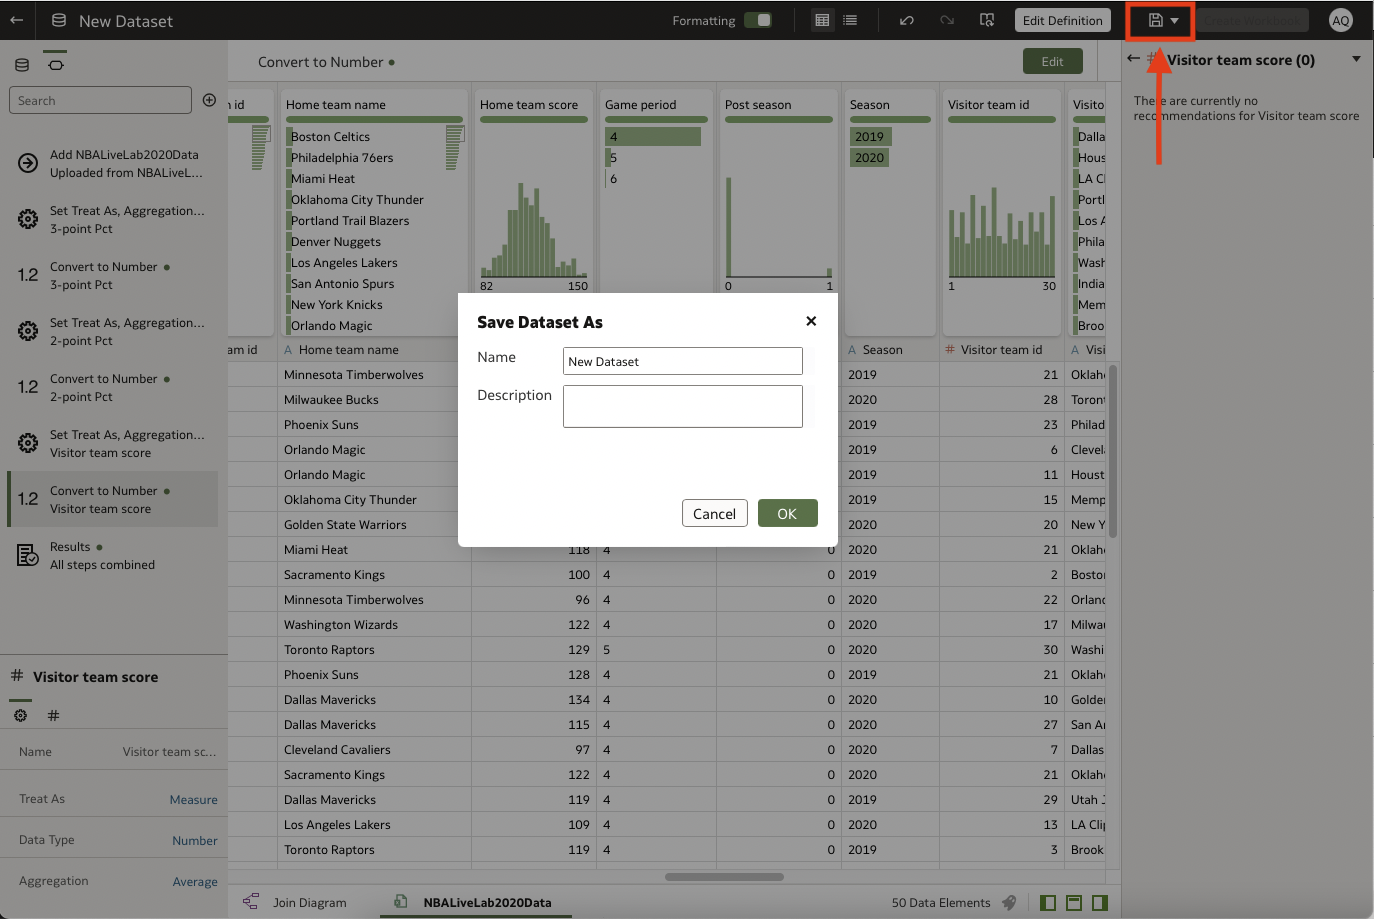 New Dataset
Formatting
Edit Definition
Create Workbook
AQ
Search
Add NBALiveLab2020Data
Uploaded from NBALiveL...
Set Treat As, Aggregation...
3-point Pct
1.2 Convert to Number
3-point Pct
Set Treat As, Aggregation...
2-point Pct
1.2 Convert to Number
2-point Pct
Set Treat As, Aggregation...
Visitor team score
1.2 Convert to Number
Visitor team score
Results
All steps combined
# Visitor team score
#
Name Visitor team sc...
Treat As Measure
Data Type Number
Aggregation Average
Convert to Number
Edit
id Home team name Home team score Game period Post season Season Visitor team id Visito
Boston Celtics
Philadelphia 76ers
Miami Heat
Oklahoma City Thunder
Portland Trail Blazers
Denver Nuggets
Los Angeles Lakers
San Antonio Spurs
New York Knicks
Orlando Magic
82 150
4
5
6
0 1
2019
2020
1 30
Dalla
Hous
LA C
Portl
Los A
Phila
Wash
India
Mem
Broo
am id A Home team name A Season # Visitor team id A Visi
Minnesota Timberwolves 2019 21 Oklah
Milwaukee Bucks 2020 28 Toront
Phoenix Suns 2019 23 Philad
Orlando Magic 2019 6 Clevel
Orlando Magic 2019 11 Houst
Oklahoma City Thunder 2019 15 Memp
Golden State Warriors 2020 20 New Y
Miami Heat 118 4 0 2020 21 Oklah
Sacramento Kings 100 4 0 2019 2 Bosto
Minnesota Timberwolves 96 4 0 2020 22 Orland
Washington Wizards 122 4 0 2020 17 Milwa
Toronto Raptors 129 5 0 2020 30 Washi
Phoenix Suns 128 4 0 2019 21 Oklah
Dallas Mavericks 134 4 0 2020 10 Golden
Dallas Mavericks 115 4 0 2020 27 San A
Cleveland Cavaliers 97 4 0 2020 7 Dallas
Sacramento Kings 122 4 0 2020 21 Oklah
Dallas Mavericks 119 4 0 2019 29 Utah J
Los Angeles Lakers 109 4 0 2020 13 LA Clip
Toronto Raptors 119 4 0 2019 3 Brook
Save Dataset As
Name New Dataset
Description
Cancel
OK
# Visitor team score (0)
There are currently no
recommendations for Visitor team score
Join Diagram
NBALiveLab2020Data
50 Data Elements